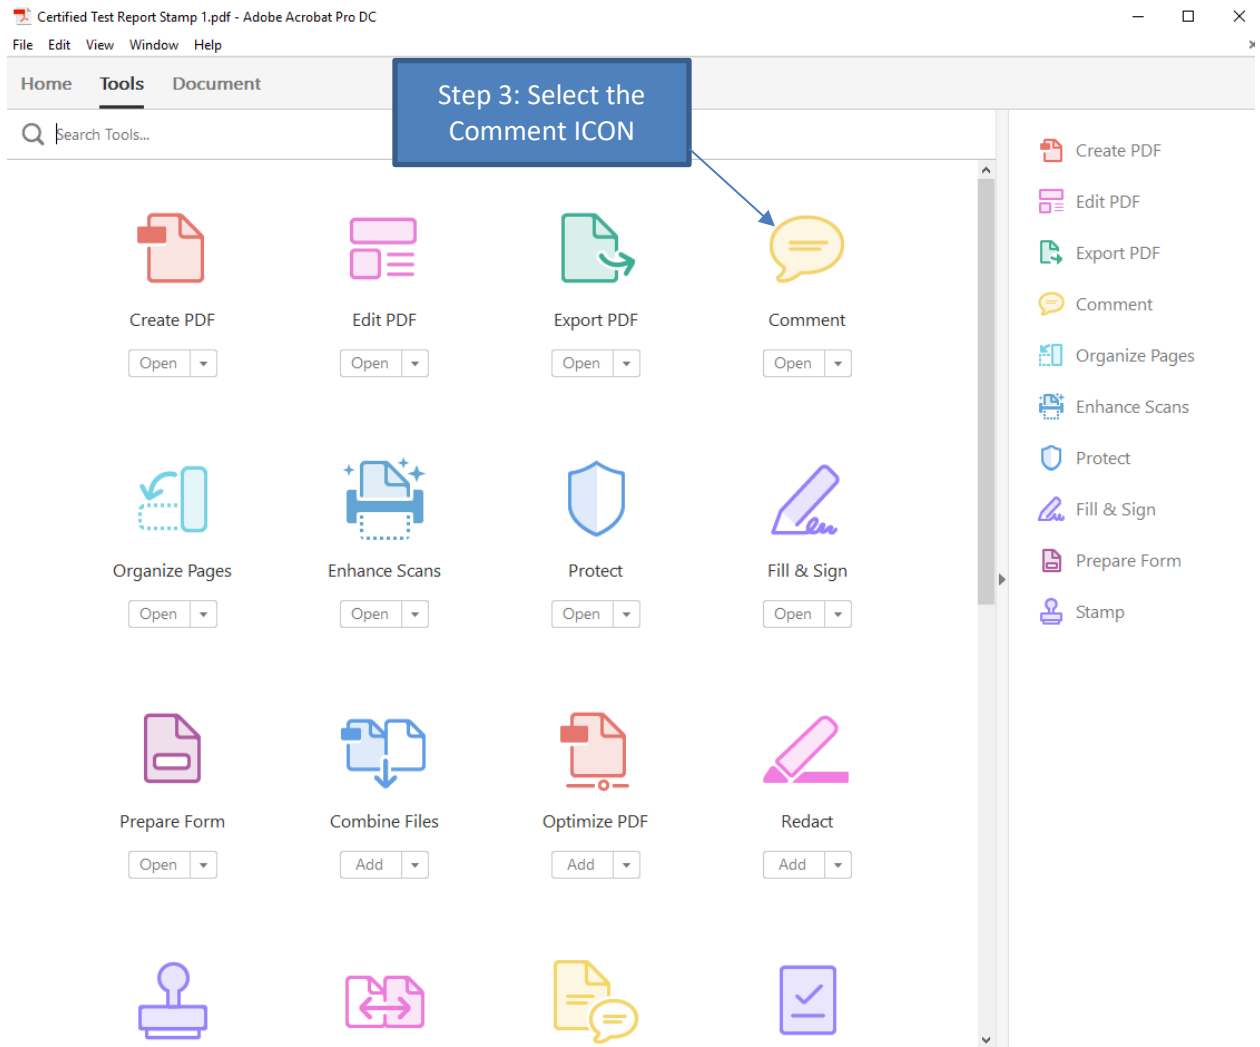 Certified Test Report Stamp 1.pdf - Adobe Acrobat Pro DC
File Edit View Window Help
Home Tools Document
Step 3: Select the
Comment ICON
Search Tools...
Create PDF Edit PDF Export PDF Comment
Open Open Open Open
Organize Pages Enhance Scans Protect Fill & Sign
Open Open Open Open
Prepare Form Combine Files Optimize PDF Redact
Open Add Add Add
Create PDF
Edit PDF
Export PDF
Comment
Organize Pages
Enhance Scans
Protect
Fill & Sign
Prepare Form
Stamp